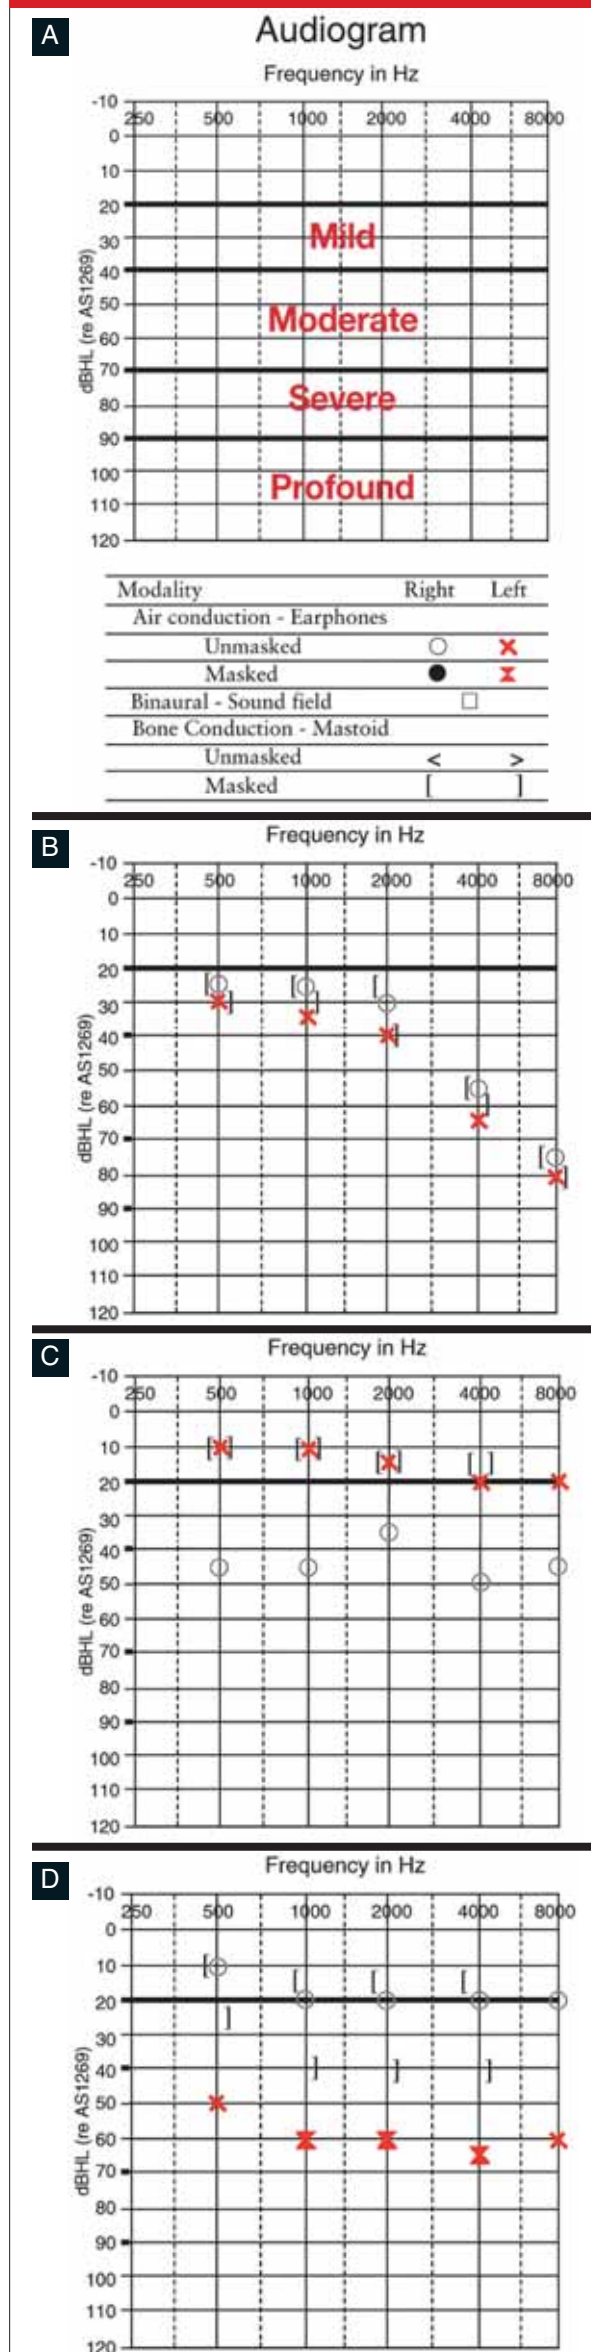 A
Audiogram
Frequency in Hz
-10
250 500 1000 2000 4000 8000
0
10
20
30
40
50
60
70
80
90
100
110
120
dBHL (re AS1269)
Mild
Moderate
Severe
Profound
Modality Right Left
Air conduction - Earphones
Unmasked
Masked
Binaural - Sound field
Bone Conduction - Mastoid
Unmasked < >
Masked [ ]
B
Frequency in Hz
-10
250 500 1000 2000 4000 8000
0
10
20
30
40
50
60
70
80
90
100
110
120
dBHL (re AS1269)
C
Frequency in Hz
-10
250 500 1000 2000 4000 8000
0
10
20
30
40
50
60
70
80
90
100
110
120
dBHL (re AS1269)
D
Frequency in Hz
-10
250 500 1000 2000 4000 8000
0
10
20
30
40
50
60
70
80
90
100
110
120
dBHL (re AS1269)